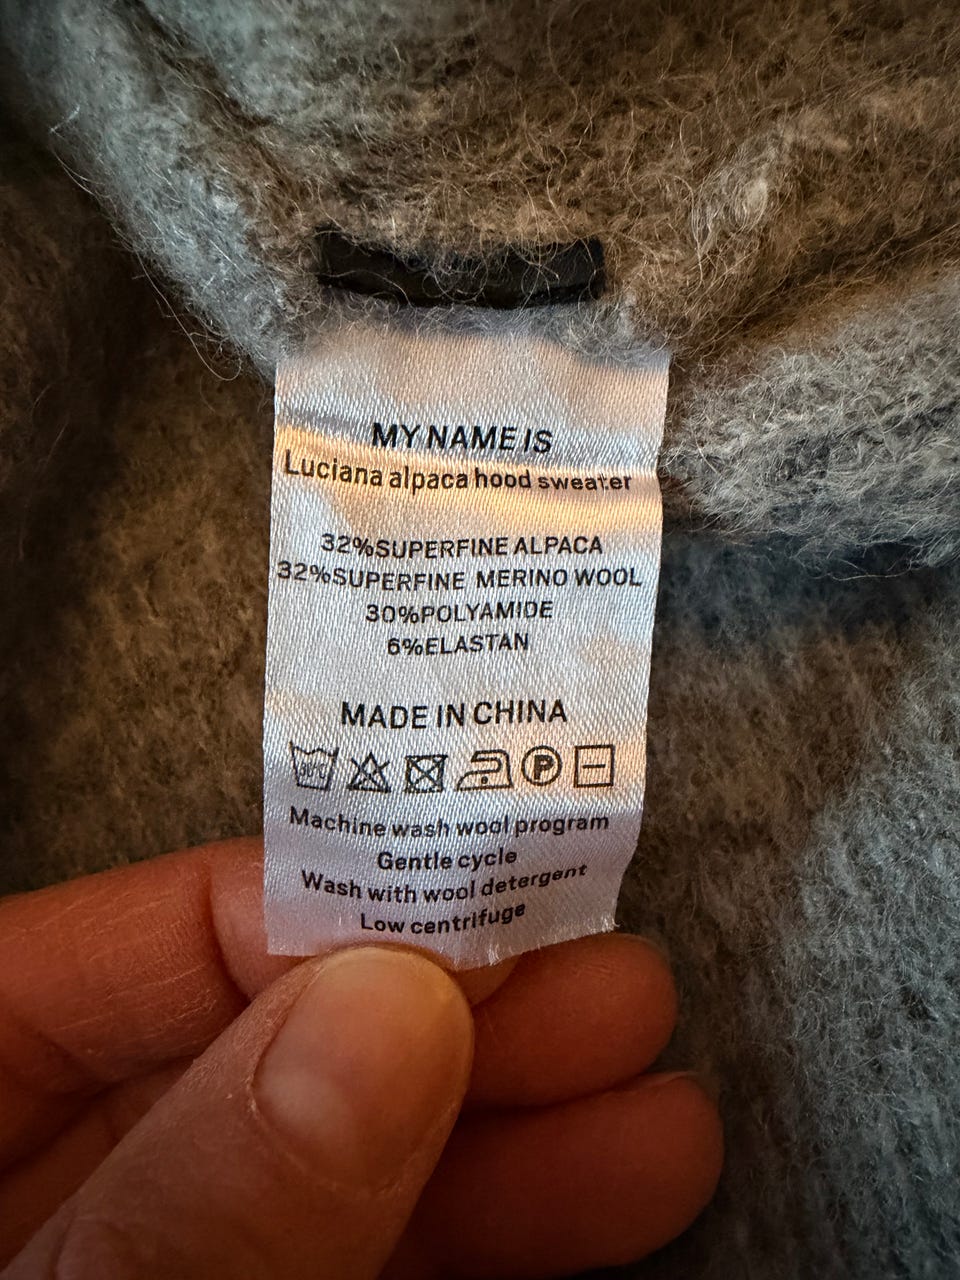 MY NAME IS
Luciana alpaca hood sweater
32%SUPERFINE ALPACA
32%SUPERFINE MERINO WOOL
30%POLYAMIDE
6%ELASTAN
MADE IN CHINA
30°C P
Machine wash wool program
Gentle cycle
Wash with wool detergent
Low centrifuge